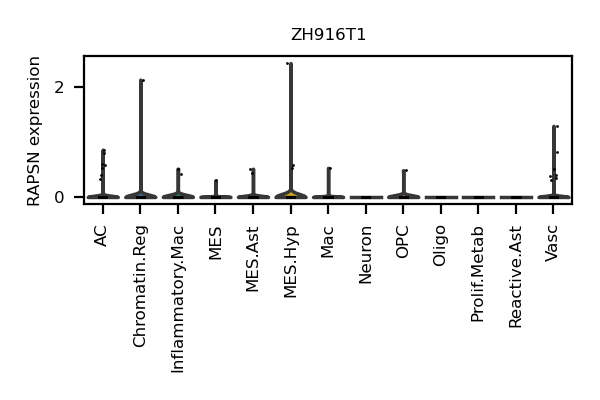 ZH916T1
RAPSN expression
2
0
AC
Chromatin.Reg
Inflammatory.Mac
MES
MES.Ast
MES.Hyp
Mac
Neuron
OPC
Oligo
Prolif.Metab
Reactive.Ast
Vasc